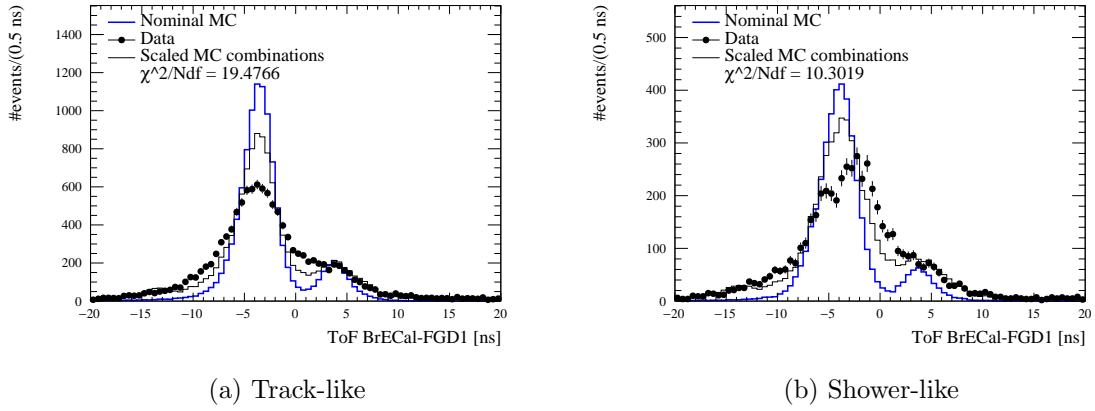 #events/(0.5 ns)
Nominal MC
Data
Scaled MC combinations
χ^2/Ndf = 19.4766
0 200 400 600 800 1000 1200 1400
−20 −15 −10 −5 0 5 10 15 20
ToF BrECal-FGD1 [ns]
(a) Track-like
#events/(0.5 ns)
Nominal MC
Data
Scaled MC combinations
χ^2/Ndf = 10.3019
0 100 200 300 400 500
−20 −15 −10 −5 0 5 10 15 20
ToF BrECal-FGD1 [ns]
(b) Shower-like